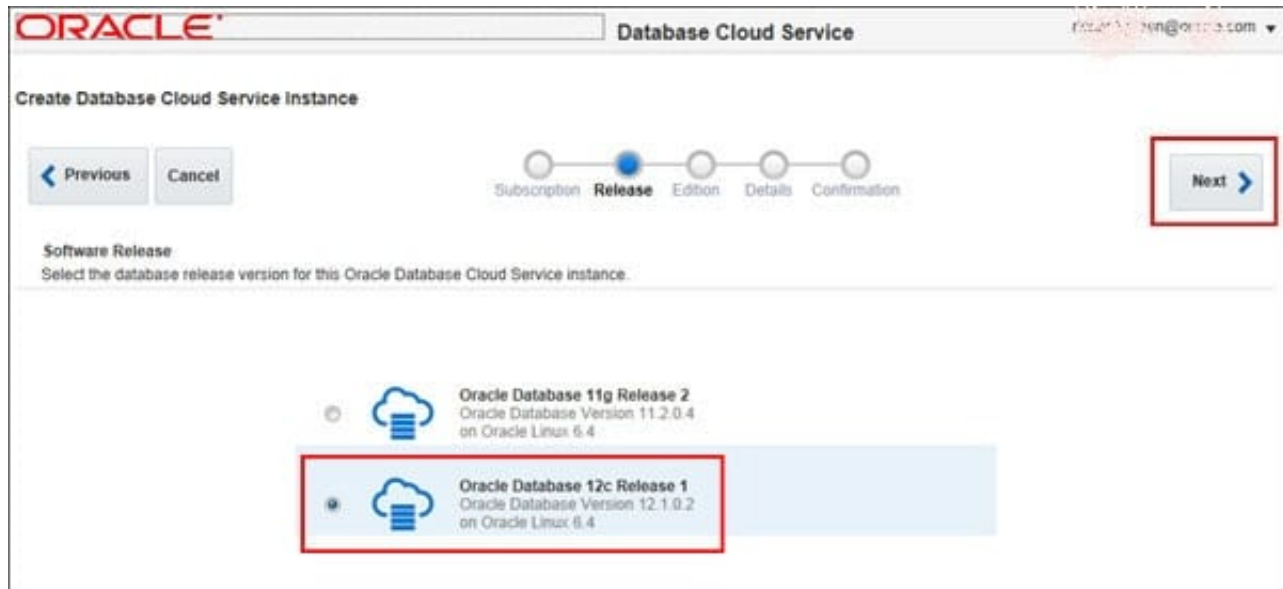 ORACLE
Database Cloud Service
Create Database Cloud Service Instance
Previous
Cancel
Subscription
Release
Edition
Details
Confirmation
Next
Software Release
Select the database release version for this Oracle Database Cloud Service instance.
Oracle Database 11g Release 2
Oracle Database Version 11.2.0.4
on Oracle Linux 6.4
Oracle Database 12c Release 1
Oracle Database Version 12.1.0.2
on Oracle Linux 6.4